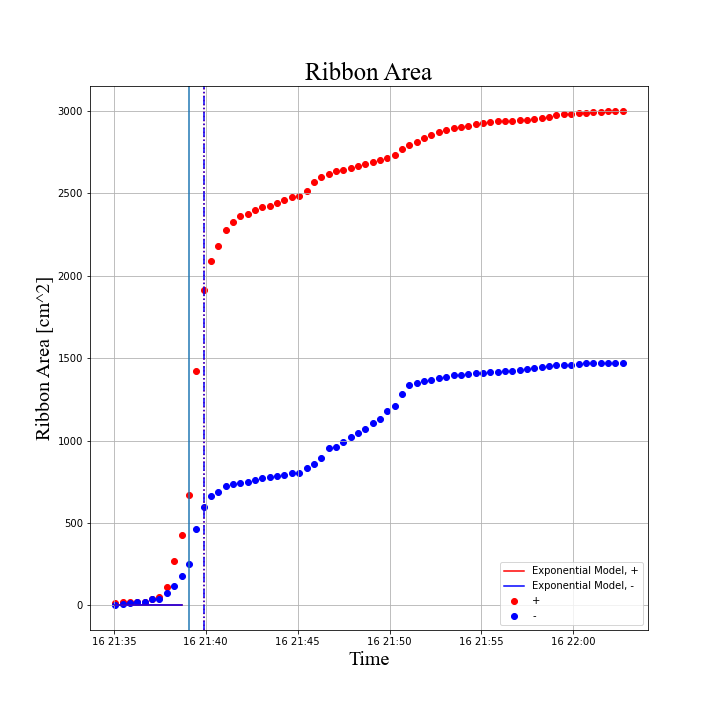 Ribbon Area
Ribbon Area [cm^2]
3000
2500
2000
1500
1000
500
0
16 21:35 16 21:40 16 21:45 16 21:50 16 21:55 16 22:00
Time
Exponential Model, +
Exponential Model, -
+
-